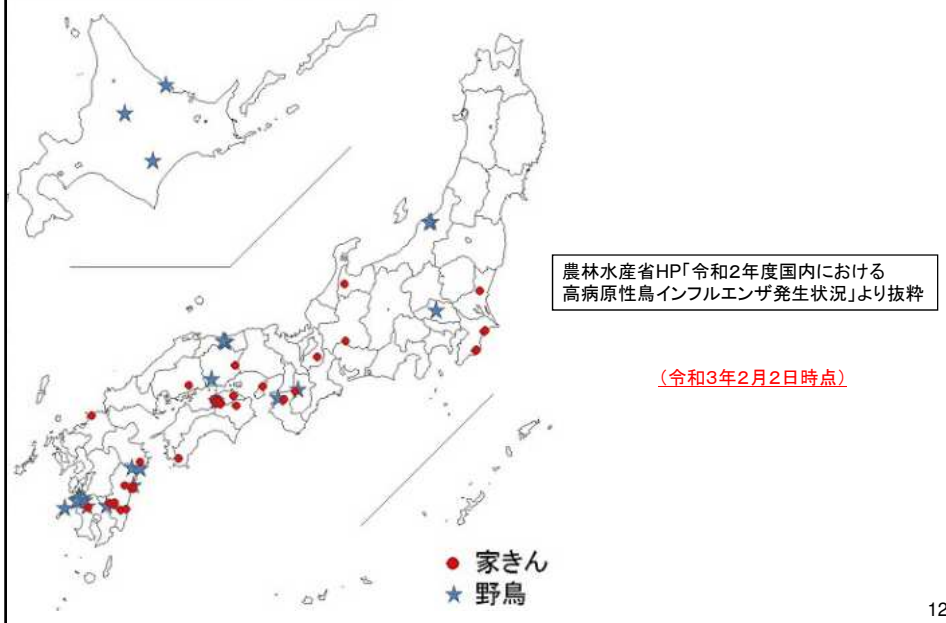 農林水産省HP「令和2年度国内における
高病原性鳥インフルエンザ発生状況」より抜粋
(令和3年2月2日時点)
家きん
野鳥
12